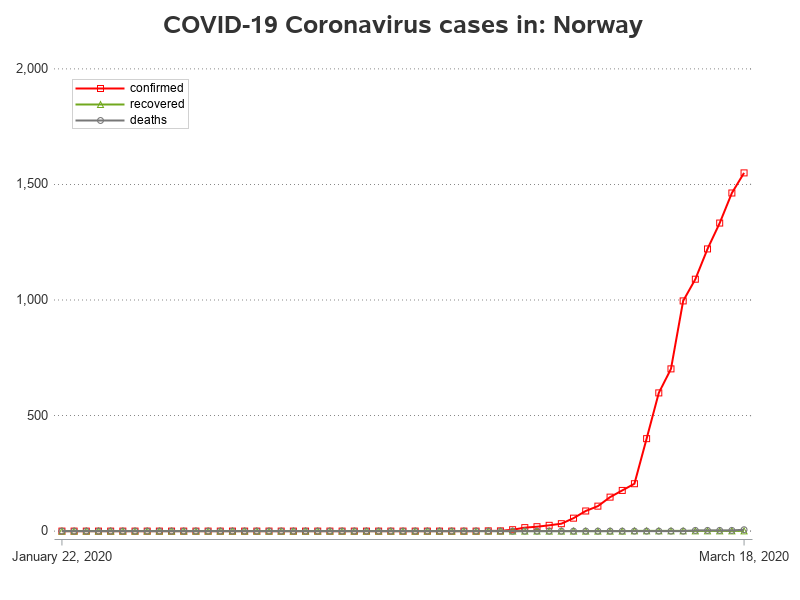 COVID-19 Coronavirus cases in: Norway
2,000
confirmed
recovered
deaths
1,500
1,000
500
0
January 22, 2020
March 18, 2020